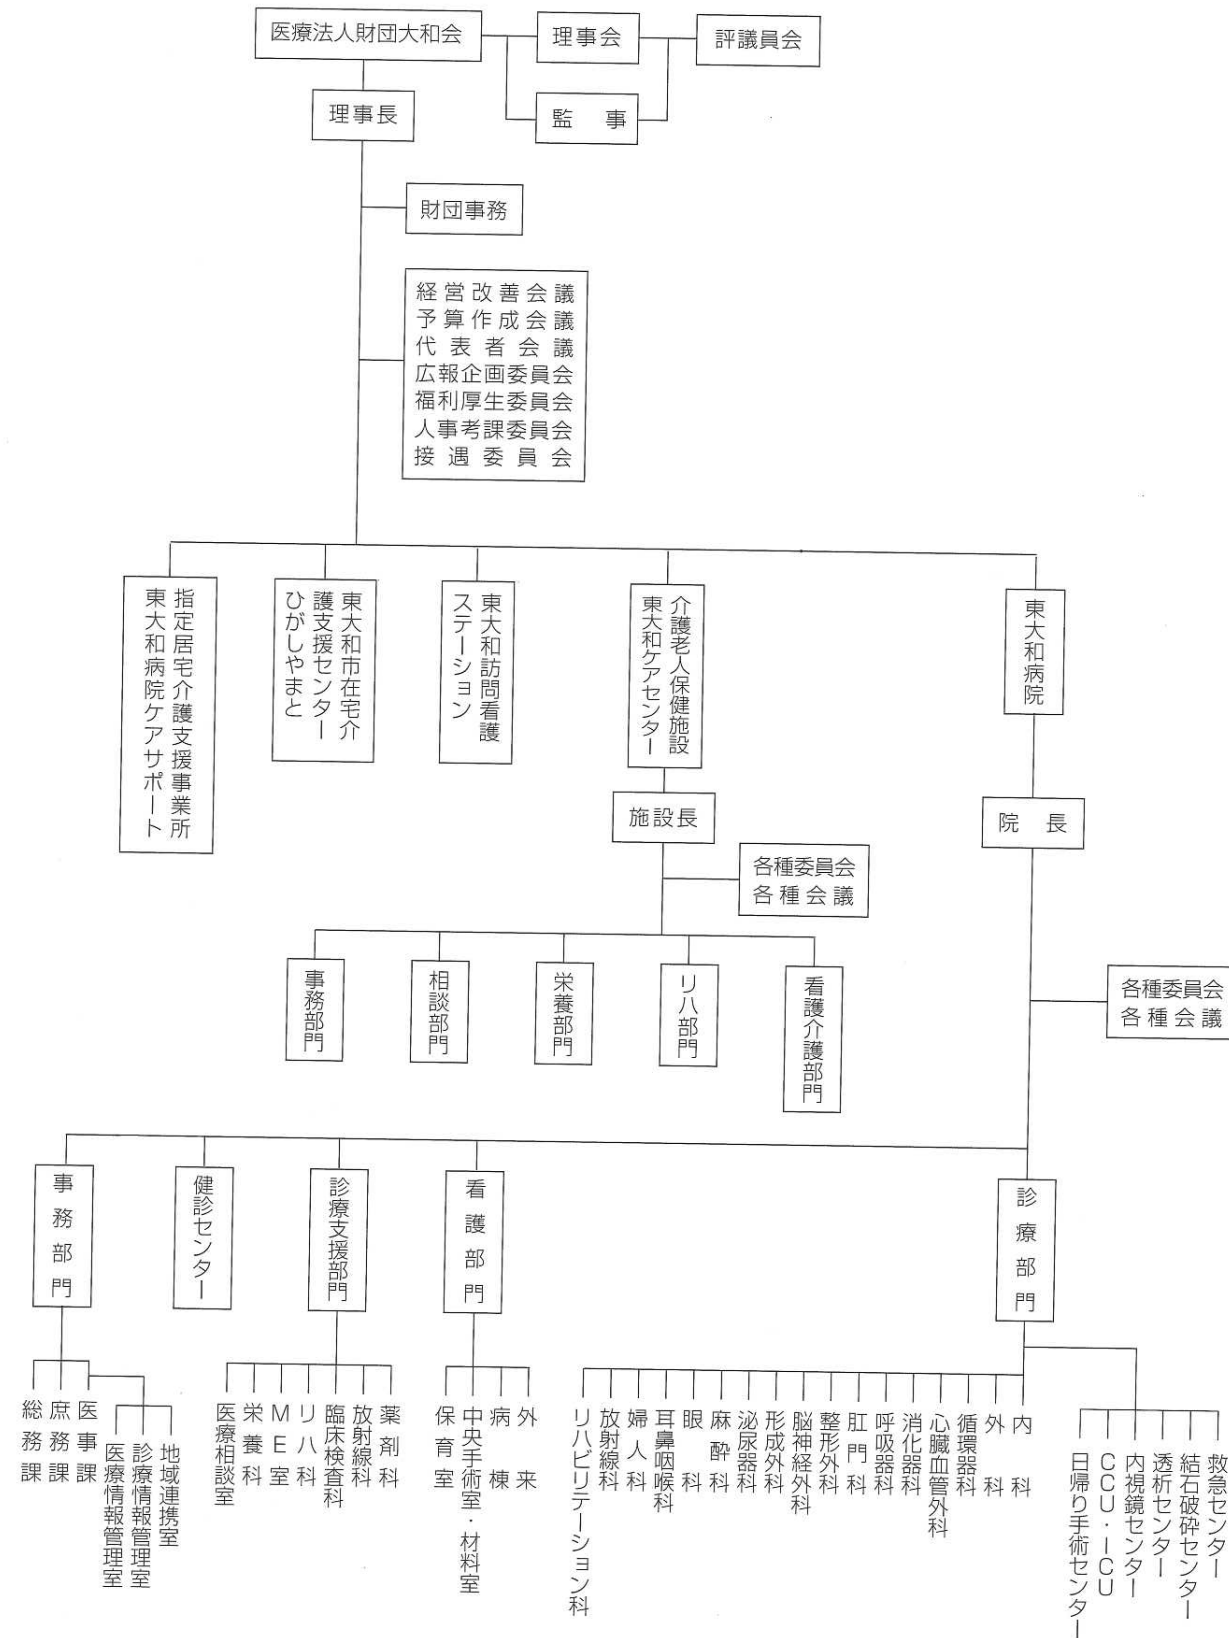 医療法人財団大和会
理事会
評議員会
理事長
監　事
財団事務
経営改善会議
予算作成会議
代表者会議
広報企画委員会
福利厚生委員会
人事考課委員会
接遇委員会
指定居宅介護支援事業所
東大和病院ケアサポート
東大和市在宅介
護支援センター
ひがしやまと
東大和訪問看護
ステーション
介護老人保健施設
東大和ケアセンター
東大和病院
施設長
院　長
各種委員会
各種会議
事務部門
相談部門
栄養部門
リハ部門
看護介護部門
各種委員会
各種会議
事務部門
健診センター
診療支援部門
看護部門
診療部門
総務課
庶務課
医事課
医療情報管理室
診療情報管理室
地域連携室
医療相談室
栄養科
ME室
リハ科
臨床検査科
放射線科
薬剤科
保育室
中央手術室・材料室
病棟
外来
リハビリテーション科
放射線科
婦人科
耳鼻咽喉科
眼科
麻酔科
泌尿器科
形成外科
脳神経外科
整形外科
肛門科
呼吸器科
消化器科
心臓血管外科
循環器科
外科
内科
日帰り手術センター
CCU・ICU
内視鏡センター
透析センター
結石破砕センター
救急センター